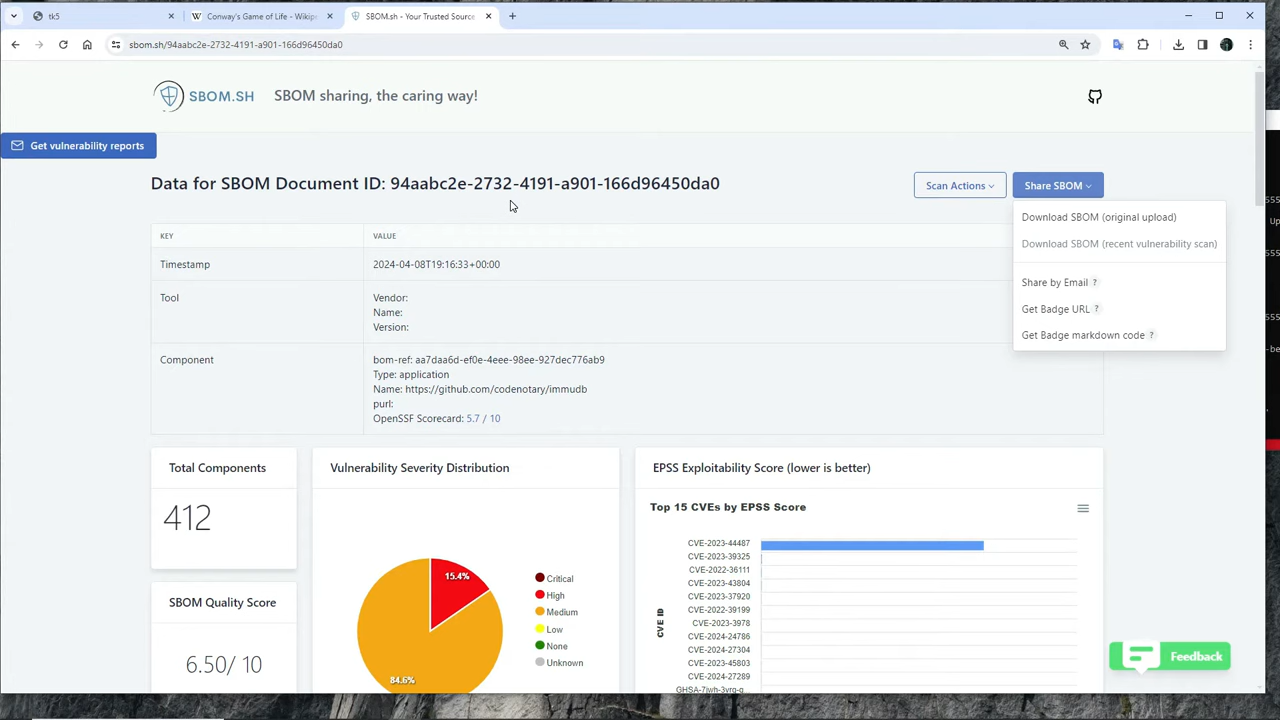 tk5
Conway's Game of Life - Wikipe
SBOM.sh - Your Trusted Source
sbom.sh/94aabc2e-2732-4191-a901-166d96450da0
SBOM.SH
SBOM sharing, the caring way!
Get vulnerability reports
Data for SBOM Document ID: 94aabc2e-2732-4191-a901-166d96450da0
Scan Actions
Share SBOM
Download SBOM (original upload)
Download SBOM (recent vulnerability scan)
Share by Email ?
Get Badge URL ?
Get Badge markdown code ?
KEY
VALUE
Timestamp
2024-04-08T19:16:33+00:00
Tool
Vendor:
Name:
Version:
Component
bom-ref: aa7daa6d-ef0e-4eee-98ee-927dec776ab9
Type: application
Name: https://github.com/codenotary/immudb
purl:
OpenSSF Scorecard: 5.7 / 10
Total Components
412
SBOM Quality Score
6.50/ 10
Vulnerability Severity Distribution
15.4%
84.6%
Critical
High
Medium
Low
None
Unknown
EPSS Exploitability Score (lower is better)
Top 15 CVEs by EPSS Score
CVE ID
CVE-2023-44487
CVE-2023-39325
CVE-2022-36111
CVE-2023-43804
CVE-2023-37920
CVE-2022-39199
CVE-2023-3978
CVE-2024-24786
CVE-2024-27304
CVE-2023-45803
CVE-2024-27289
Feedback